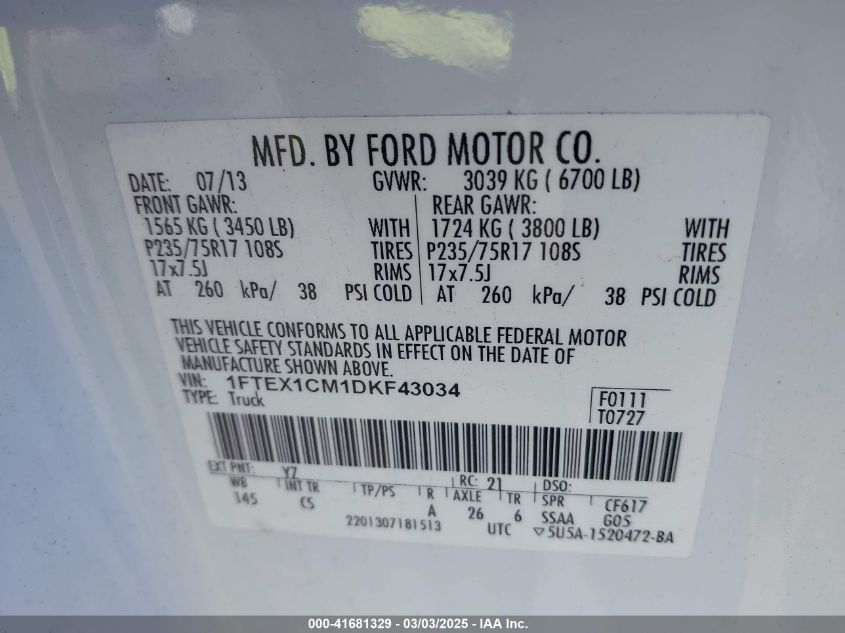 MFD. BY FORD MOTOR CO.
DATE: 07/13 GVWR: 3039 KG ( 6700 LB)
FRONT GAWR: REAR GAWR:
1565 KG ( 3450 LB) WITH 1724 KG ( 3800 LB) WITH
P235/75R17 108S TIRES P235/75R17 108S TIRES
17x7.5J RIMS 17x7.5J RIMS
AT 260 kPa/ 38 PSI COLD AT 260 kPa/ 38 PSI COLD
THIS VEHICLE CONFORMS TO ALL APPLICABLE FEDERAL MOTOR
VEHICLE SAFETY STANDARDS IN EFFECT ON THE DATE OF
MANUFACTURE SHOWN ABOVE.
VIN: 1FTEX1CM1DKF43034 F0111
TYPE: Truck T0727
EXT PNT: YZ RC: 21 DSO:
WB INT TR TP/PS R AXLE TR SPR CF617
145 CS A 26 6 SSAA G05
2201307181513 UTC ▽5U5A-1520472-BA
000-41681329 - 03/03/2025 - IAA Inc.